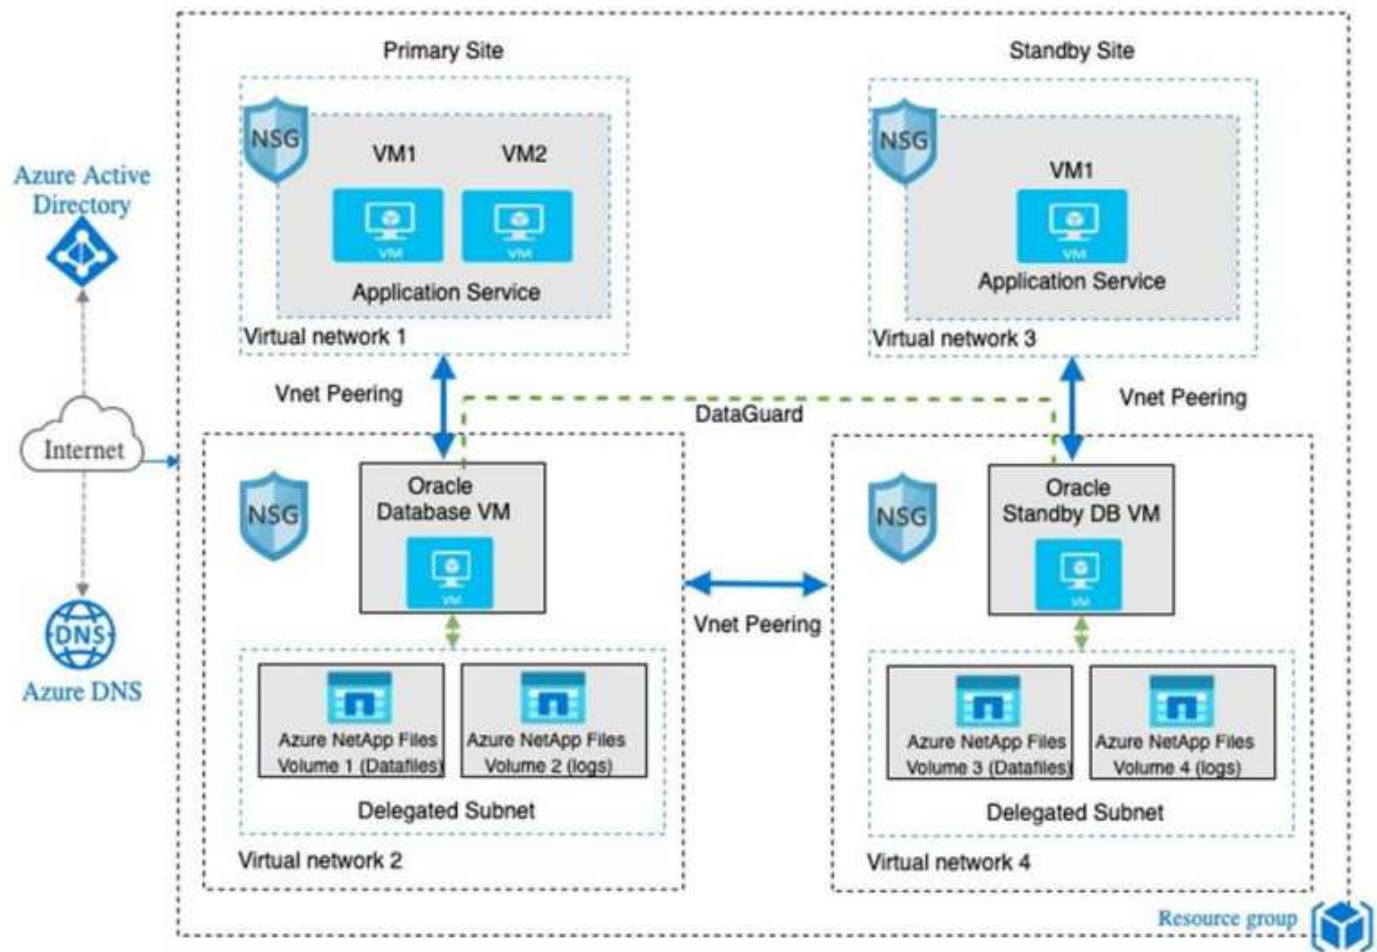 Primary Site
Standby Site
NSG
VM1
VM2
VM
VM
Application Service
Virtual network 1
NSG
VM1
VM
Application Service
Virtual network 3
Azure Active
Directory
Internet
DNS
Azure DNS
Vnet Peering
DataGuard
Vnet Peering
NSG
Oracle
Database VM
VM
Vnet Peering
NSG
Oracle
Standby DB VM
VM
Azure NetApp Files
Volume 1 (Datafiles)
Azure NetApp Files
Volume 2 (logs)
Delegated Subnet
Virtual network 2
Azure NetApp Files
Volume 3 (Datafiles)
Azure NetApp Files
Volume 4 (logs)
Delegated Subnet
Virtual network 4
Resource group